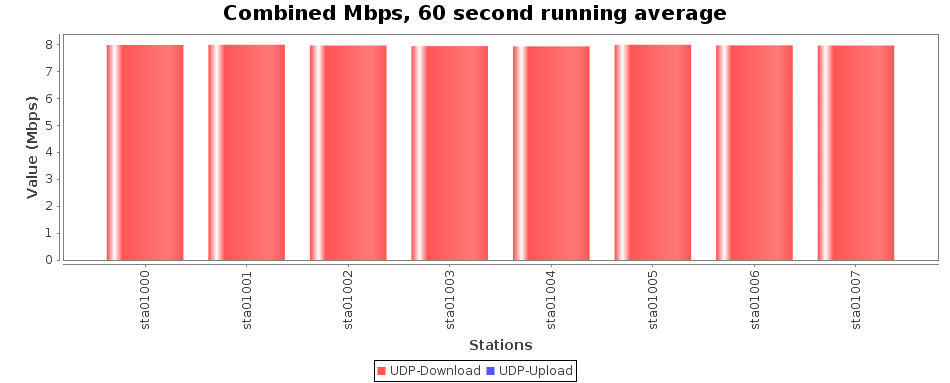 Combined Mbps, 60 second running average
Value (Mbps)
8
7
6
5
4
3
2
1
0
sta01000
sta01001
sta01002
sta01003
sta01004
sta01005
sta01006
sta01007
Stations
UDP-Download UDP-Upload